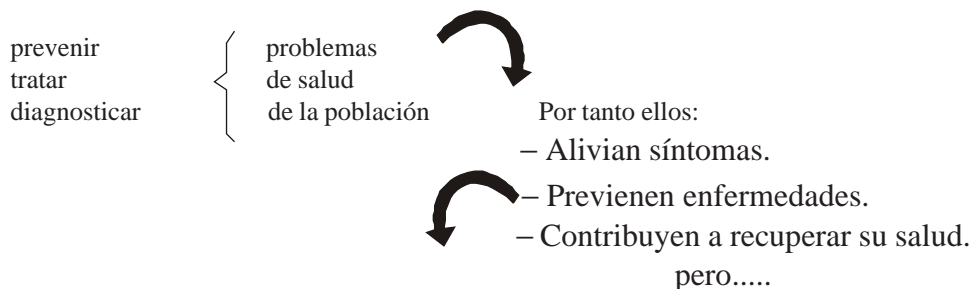 prevenir
tratar
diagnosticar
problemas
de salud
de la población
Por tanto ellos:
– Alivian síntomas.
– Previenen enfermedades.
– Contribuyen a recuperar su salud.
pero.....